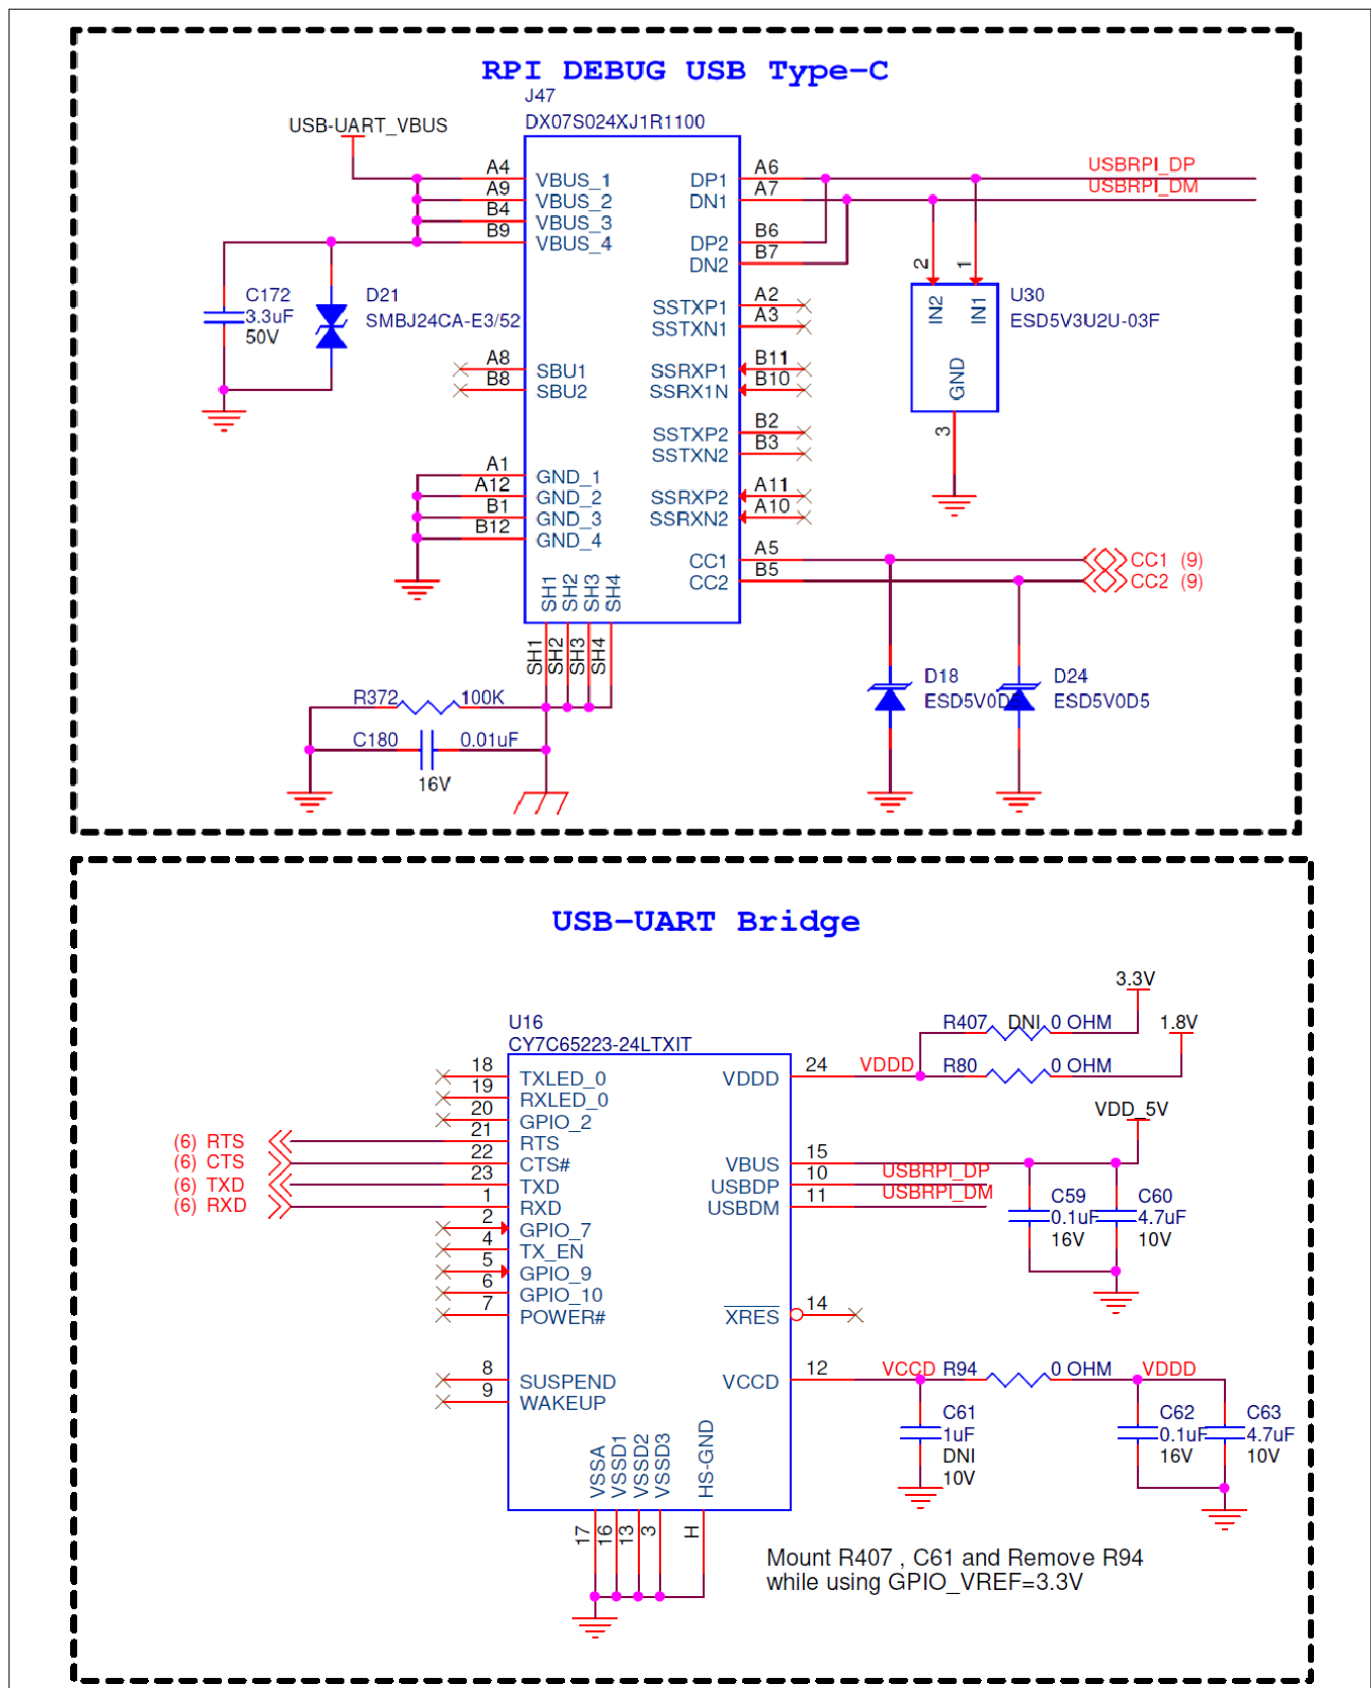 RPI DEBUG USB Type-C
J47
DX07S024XJ1R1100
USB-UART_VBUS
A4 VBUS_1 DP1 A6 USBRPI_DP
A9 VBUS_2 DN1 A7 USBRPI_DM
B4 VBUS_3
B9 VBUS_4 DP2 B6
DN2 B7
2 1
C172 D21 SSTXP1 A2 IN2 IN1 U30
3.3uF SMBJ24CA-E3/52 SSTXN1 A3 ESD5V3U2U-03F
50V
A8 SBU1 SSRXP1 B11
B8 SBU2 SSRX1N B10 GND
SSTXP2 B2
SSTXN2 B3 3
A1 GND_1
A12 GND_2 SSRXP2 A11
B1 GND_3 SSRXN2 A10
B12 GND_4
CC1 A5 CC1 (9)
CC2 B5 CC2 (9)
SH1 SH2 SH3 SH4
SH1 SH2 SH3 SH4
R372 100K D18 D24
ESD5V0D ESD5V0D5
C180 0.01uF
16V
USB-UART Bridge
3.3V
U16 R407 DNI 0 OHM 1.8V
CY7C65223-24LTXIT
18 TXLED_0 VDDD 24 VDDD R80 0 OHM
19 RXLED_0
20 GPIO_2 VDD_5V
(6) RTS 21 RTS
(6) CTS 22 CTS# VBUS 15
(6) TXD 23 TXD USBDP 10 USBRPI_DP
(6) RXD 1 RXD USBDM 11 USBRPI_DM
C59 C60
0.1uF 4.7uF
16V 10V
2 GPIO_7
4 TX_EN
5 GPIO_9
6 GPIO_10
7 POWER# XRES 14
8 SUSPEND VCCD 12 VCCD R94 0 OHM VDDD
9 WAKEUP
C61 C62 C63
1uF 0.1uF 4.7uF
DNI 16V 10V
10V
VSSA VSSD1 VSSD2 VSSD3 HS-GND
17 16 13 3 H
Mount R407 , C61 and Remove R94
while using GPIO_VREF=3.3V